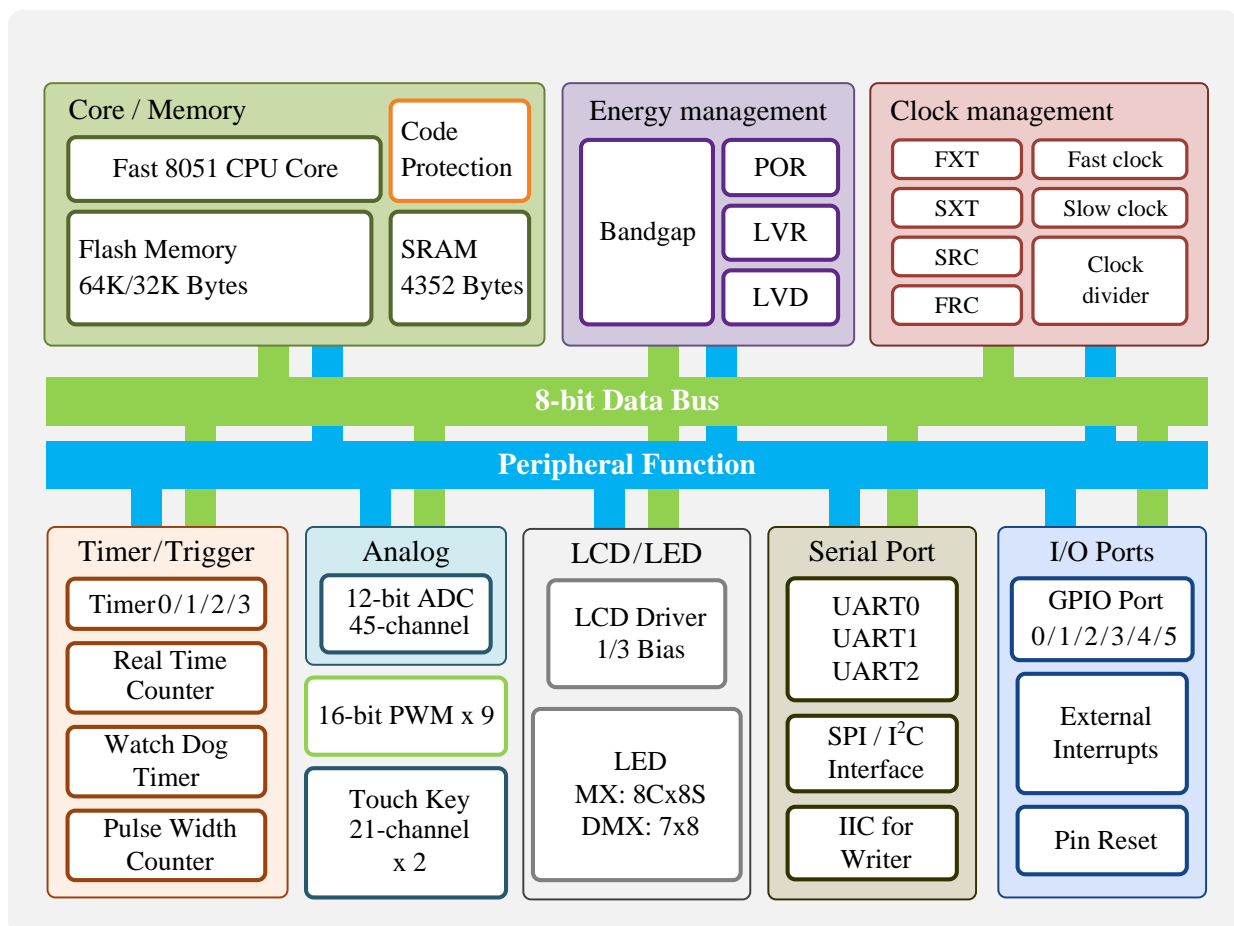 Core / Memory
Fast 8051 CPU Core
Code
Protection
Flash Memory
64K/32K Bytes
SRAM
4352 Bytes
Energy management
Bandgap
POR
LVR
LVD
Clock management
FXT
SXT
SRC
FRC
Fast clock
Slow clock
Clock
divider
8-bit Data Bus
Peripheral Function
Timer/Trigger
Timer0/1/2/3
Real Time
Counter
Watch Dog
Timer
Pulse Width
Counter
Analog
12-bit ADC
45-channel
16-bit PWM x 9
Touch Key
21-channel
x 2
LCD/LED
LCD Driver
1/3 Bias
LED
MX: 8Cx8S
DMX: 7x8
Serial Port
UART0
UART1
UART2
SPI / I²C
Interface
IIC for
Writer
I/O Ports
GPIO Port
0/1/2/3/4/5
External
Interrupts
Pin Reset